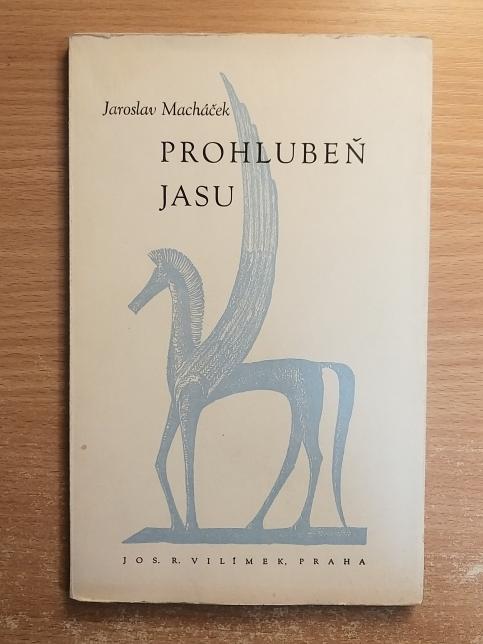 Jaroslav Macháček
PROHLUBEŇ
JASU
JOS. R. VILÍMEK, PRAHA